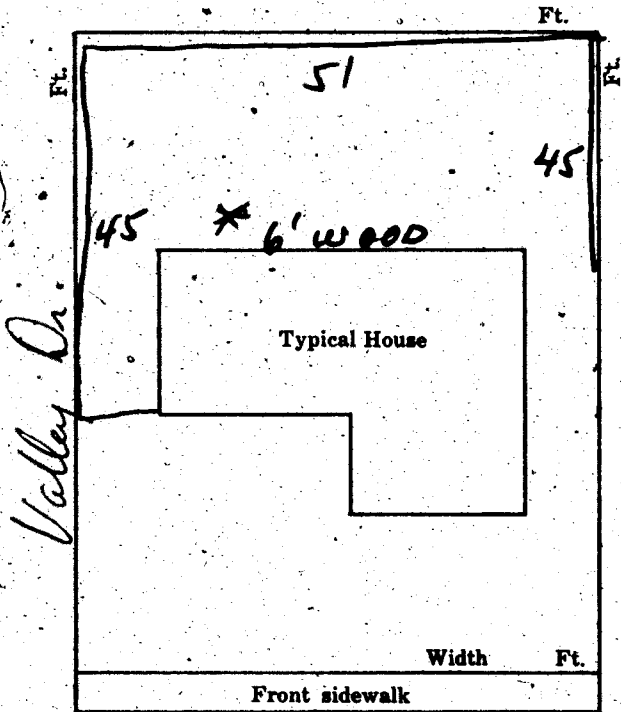 Ft.
Ft.
Ft.
51
45
45
* 6' WOOD
Typical House
Valley Dr.
Width Ft.
Front sidewalk